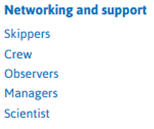 Networking and support
Skippers
Crew
Observers
Managers
Scientist